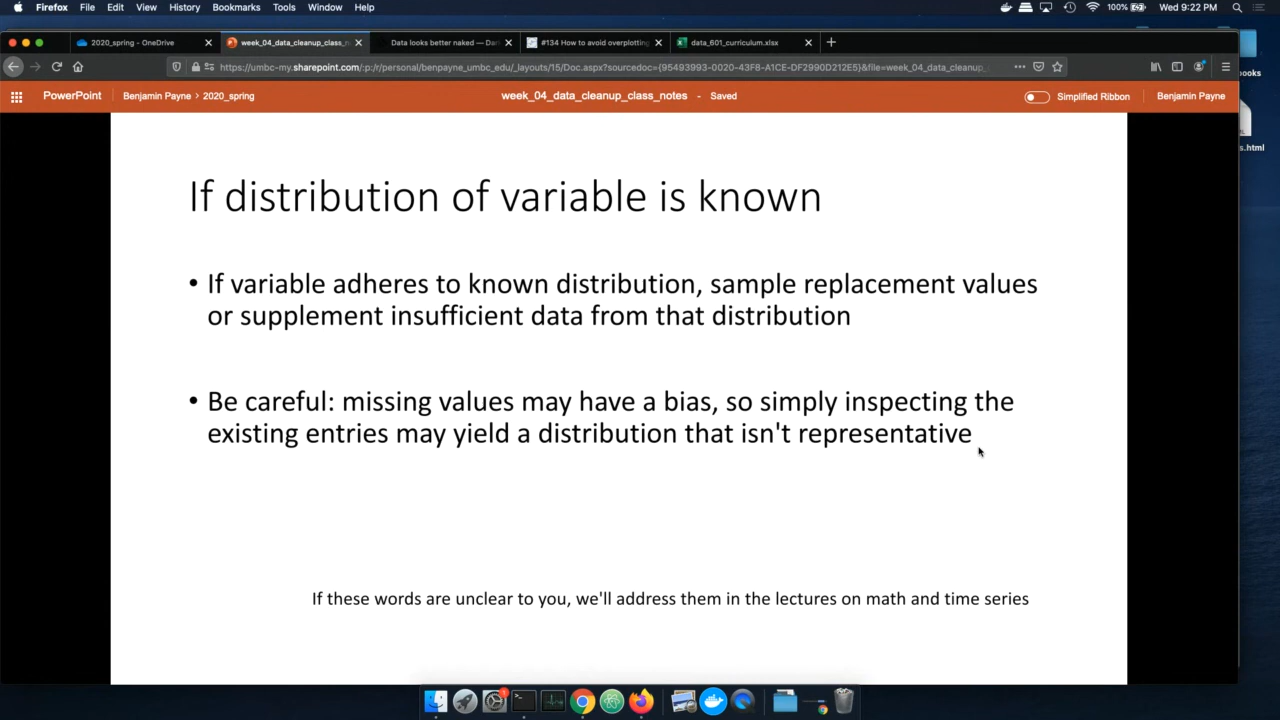 Firefox File Edit View History Bookmarks Tools Window Help 100% Wed 9:22 PM
2020_spring - OneDrive week_04_data_cleanup_class_n Data looks better naked — Dar #134 How to avoid overplotting data_601_curriculum.xlsx
https://umbc-my.sharepoint.com/:p:/r/personal/benpayne_umbc_edu/_layouts/15/Doc.aspx?sourcedoc={95493993-0020-43F8-A1CE-DF2990D212E5}&file=week_04_data_cleanup_
ooks
PowerPoint Benjamin Payne > 2020_spring week_04_data_cleanup_class_notes - Saved Simplified Ribbon Benjamin Payne
s.html
If distribution of variable is known
• If variable adheres to known distribution, sample replacement values
or supplement insufficient data from that distribution
• Be careful: missing values may have a bias, so simply inspecting the
existing entries may yield a distribution that isn't representative
If these words are unclear to you, we'll address them in the lectures on math and time series